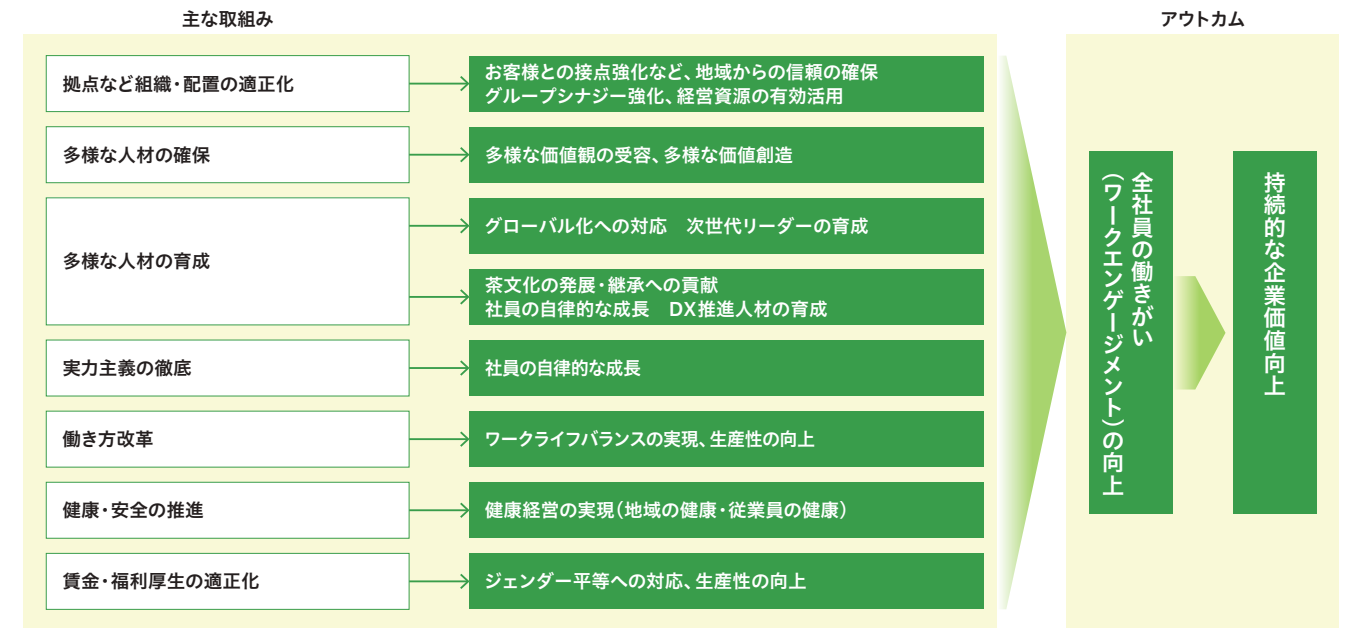 主な取組み
アウトカム
拠点など組織・配置の適正化
お客様との接点強化など、地域からの信頼の確保
グループシナジー強化、経営資源の有効活用
多様な人材の確保
多様な価値観の受容、多様な価値創造
多様な人材の育成
グローバル化への対応　次世代リーダーの育成
茶文化の発展・継承への貢献
社員の自律的な成長　DX推進人材の育成
実力主義の徹底
社員の自律的な成長
働き方改革
ワークライフバランスの実現、生産性の向上
健康・安全の推進
健康経営の実現（地域の健康・従業員の健康）
賃金・福利厚生の適正化
ジェンダー平等への対応、生産性の向上
全社員の働きがい
（ワークエンゲージメント）の向上
持続的な企業価値向上